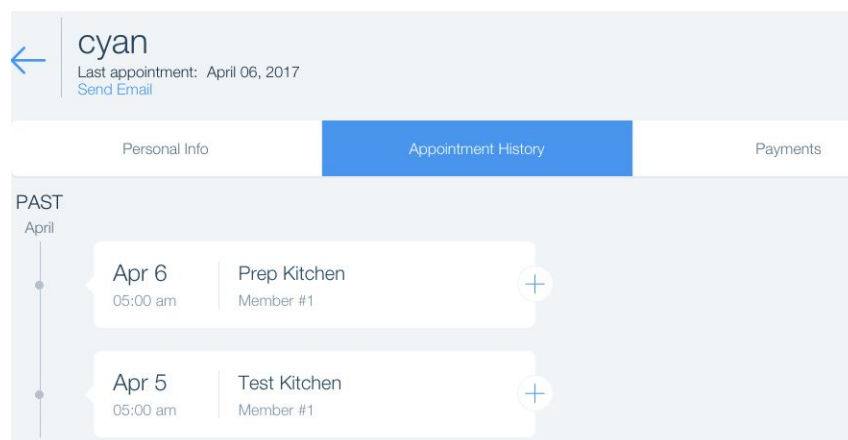 cyan
Last appointment: April 06, 2017
Send Email
Personal Info
Appointment History
Payments
PAST
April
Apr 6
Prep Kitchen
05:00 am
Member #1
Apr 5
Test Kitchen
05:00 am
Member #1